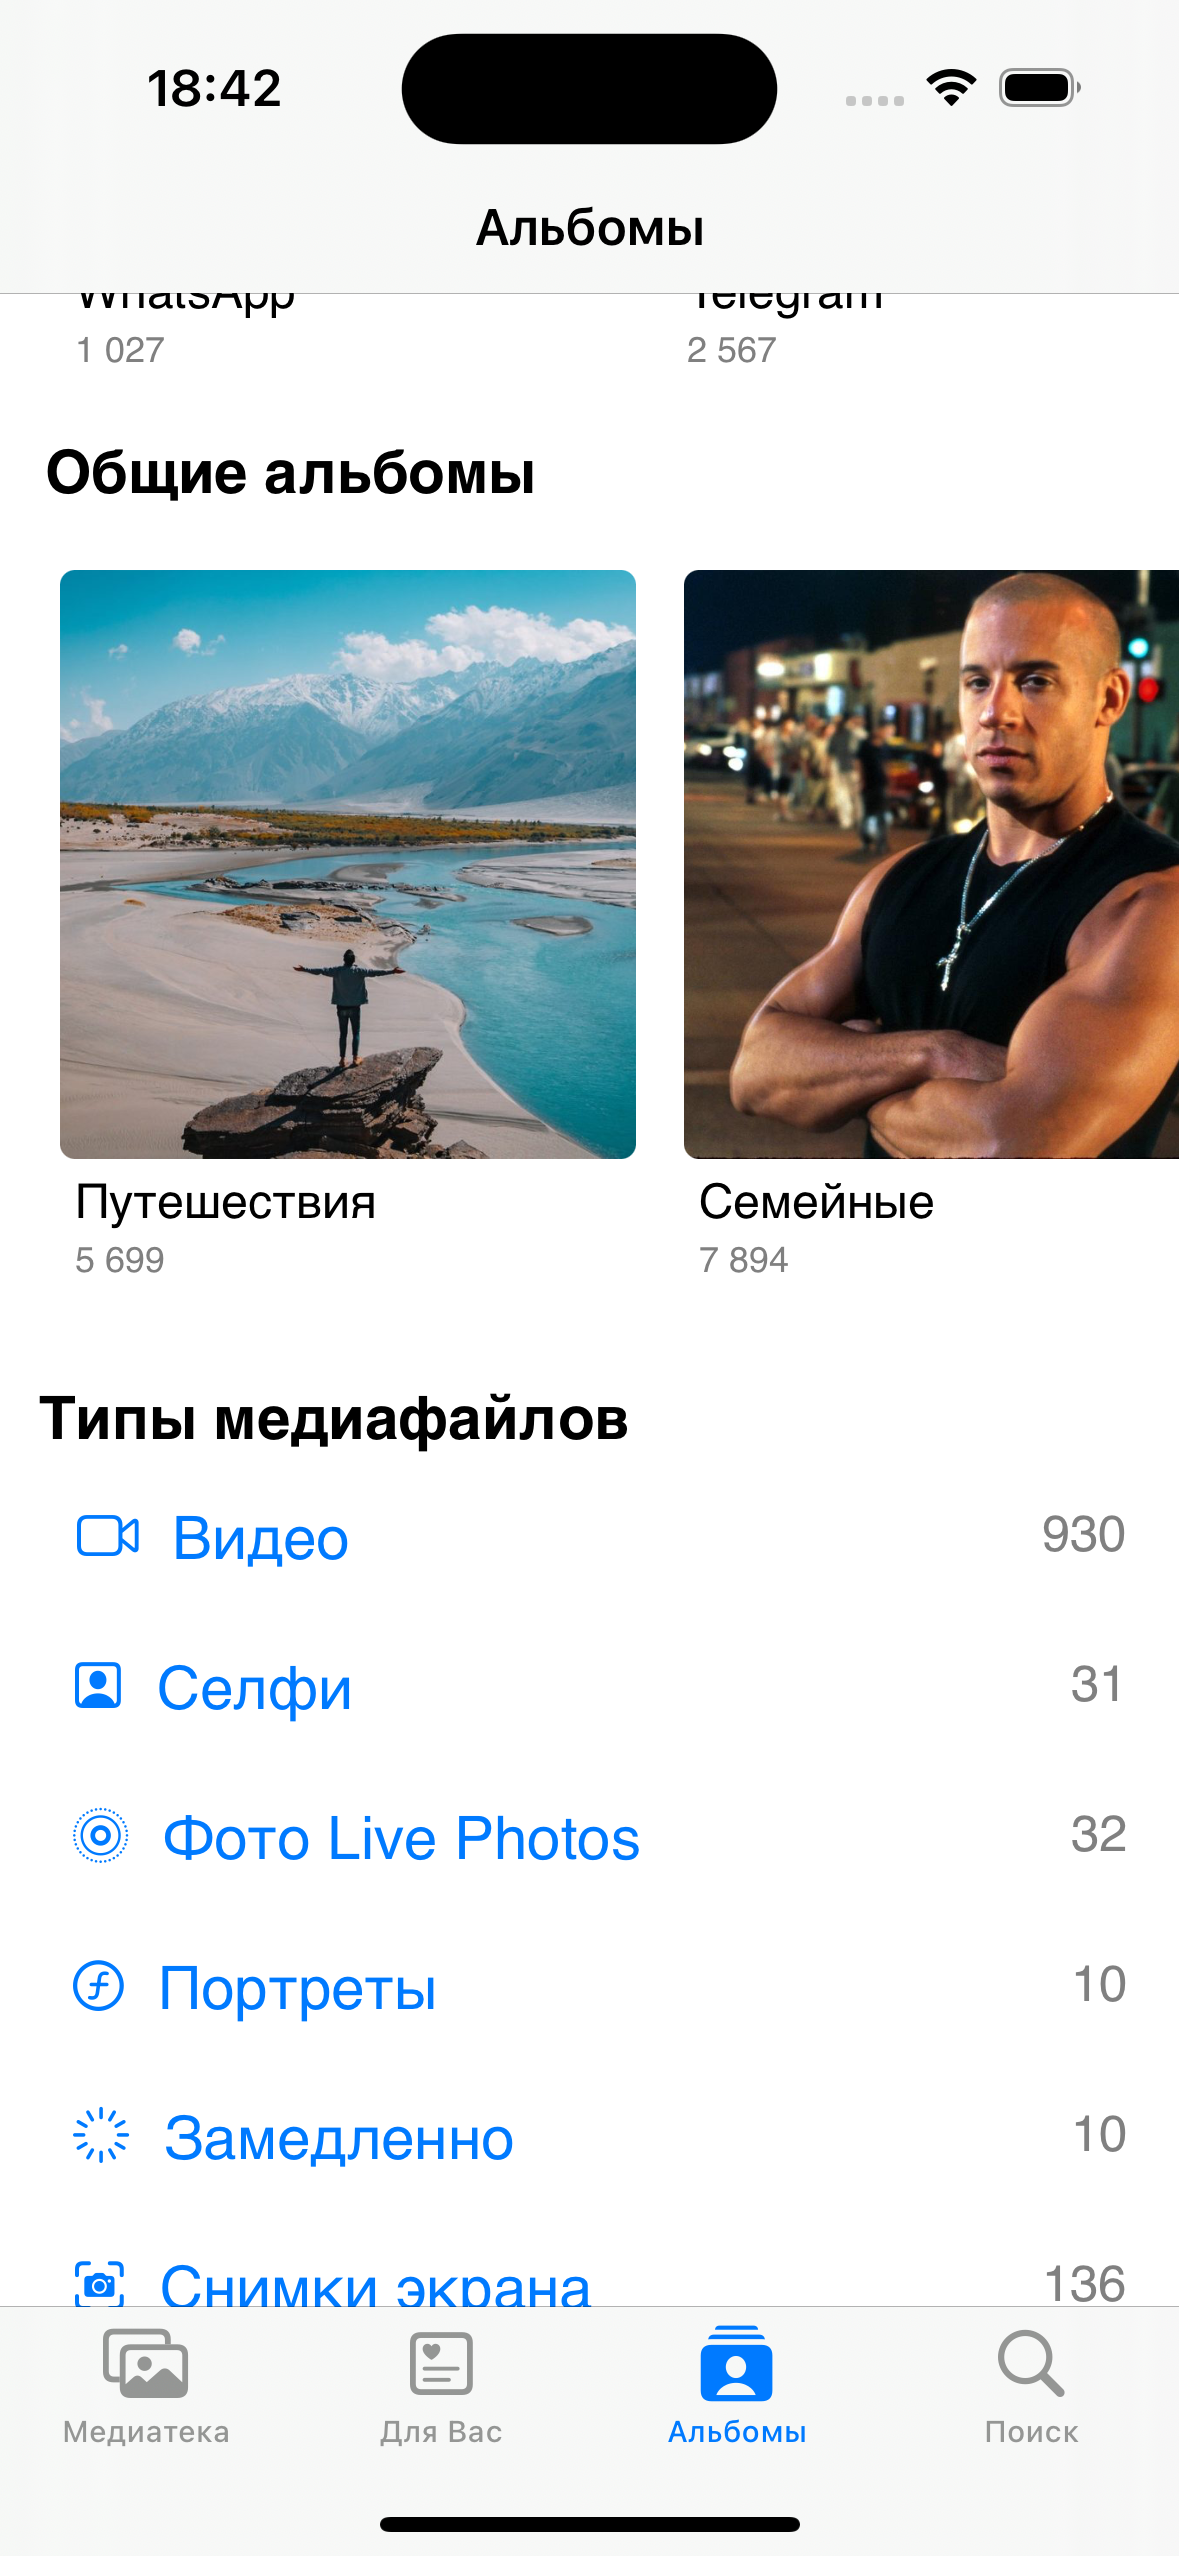 18:42
Альбомы
WhatsApp
Telegram
1 027
2 567
Общие альбомы
Путешествия
Семейные
5 699
7 894
Типы медиафайлов
Видео 930
Селфи 31
Фото Live Photos 32
Портреты 10
Замедленно 10
Снимки экрана 136
Медиатека
Для Вас
Альбомы
Поиск